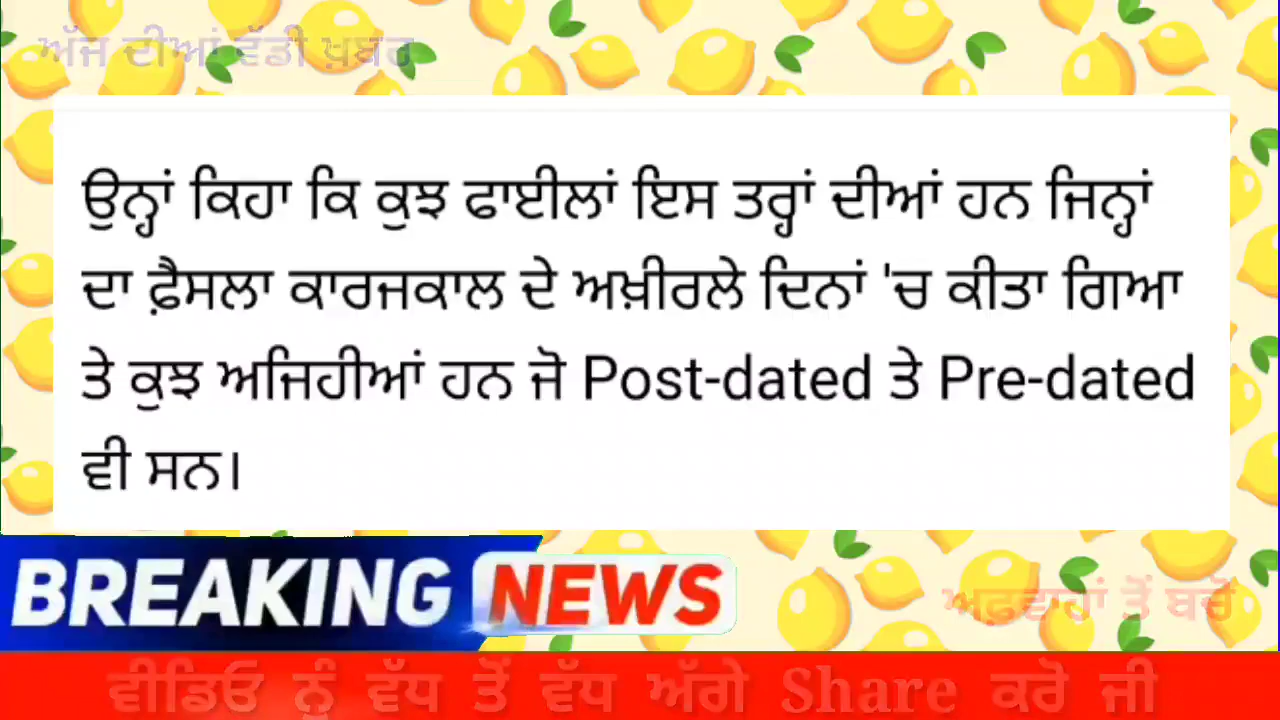 ਅੱਜ ਦੀਆਂ ਵੱਡੀ ਖ਼ਬਰ
ਉਨ੍ਹਾਂ ਕਿਹਾ ਕਿ ਕੁਝ ਫਾਈਲਾਂ ਇਸ ਤਰ੍ਹਾਂ ਦੀਆਂ ਹਨ ਜਿਨ੍ਹਾਂ
ਦਾ ਫ਼ੈਸਲਾ ਕਾਰਜਕਾਲ ਦੇ ਅਖ਼ੀਰਲੇ ਦਿਨਾਂ 'ਚ ਕੀਤਾ ਗਿਆ
ਤੇ ਕੁਝ ਅਜਿਹੀਆਂ ਹਨ ਜੋ Post-dated ਤੇ Pre-dated
ਵੀ ਸਨ।
BREAKING NEWS
ਅਫ਼ਵਾਹਾਂ ਤੋਂ ਬਚੋ
ਵੀਡਿਓ ਨੂੰ ਵੱਧ ਤੋਂ ਵੱਧ ਅੱਗੇ Share ਕਰੋ ਜੀ